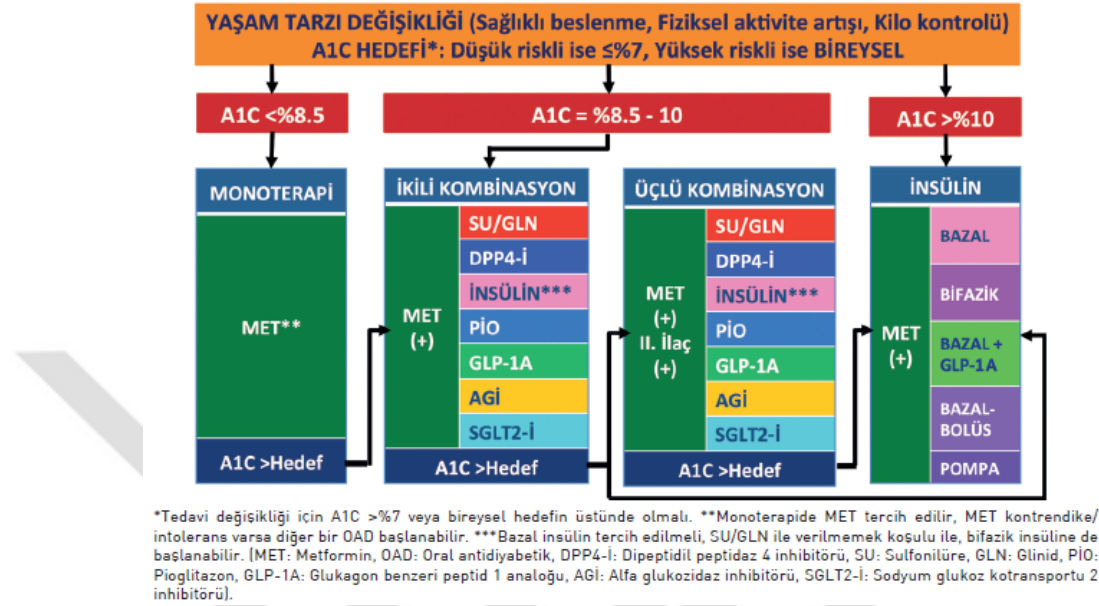 YAŞAM TARZI DEĞİŞİKLİĞİ (Sağlıklı beslenme, Fiziksel aktivite artışı, Kilo kontrolü)
A1C HEDEFİ*: Düşük riskli ise ≤%7, Yüksek riskli ise BİREYSEL
A1C <%8.5
A1C = %8.5 - 10
A1C >%10
MONOTERAPİ
MET**
A1C >Hedef
İKİLİ KOMBİNASYON
MET
(+)
SU/GLN
DPP4-İ
İNSÜLİN***
PİO
GLP-1A
AGİ
SGLT2-İ
A1C >Hedef
ÜÇLÜ KOMBİNASYON
MET
(+)
II. İlaç
(+)
SU/GLN
DPP4-İ
İNSÜLİN***
PİO
GLP-1A
AGİ
SGLT2-İ
A1C >Hedef
İNSÜLİN
MET
(+)
BAZAL
BİFAZİK
BAZAL +
GLP-1A
BAZAL-
BOLÜS
POMPA
*Tedavi değişikliği için A1C >%7 veya bireysel hedefin üstünde olmalı. **Monoterapide MET tercih edilir, MET kontrendike/
intolerans varsa diğer bir OAD başlanabilir. ***Bazal insülin tercih edilmeli, SU/GLN ile verilmemek koşulu ile, bifazik insüline de
başlanabilir. (MET: Metformin, OAD: Oral antidiyabetik, DPP4-İ: Dipeptidil peptidaz 4 inhibitörü, SU: Sulfonilüre, GLN: Glinid, PİO:
Pioglitazon, GLP-1A: Glukagon benzeri peptid 1 analoğu, AGİ: Alfa glukozidaz inhibitörü, SGLT2-İ: Sodyum glukoz kotransportu 2
inhibitörü).